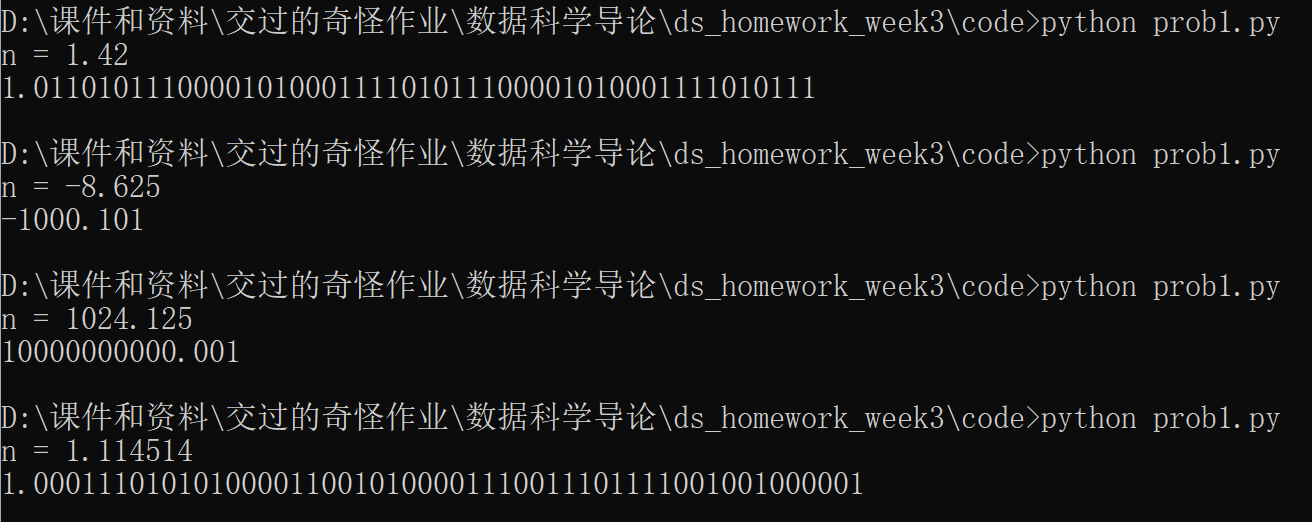 D:\课件和资料\交过的奇怪作业\数据科学导论\ds_homework_week3\code>python prob1.py
n = 1.42
1.0110101110000101000111101011100001010001111010111
D:\课件和资料\交过的奇怪作业\数据科学导论\ds_homework_week3\code>python prob1.py
n = -8.625
-1000.101
D:\课件和资料\交过的奇怪作业\数据科学导论\ds_homework_week3\code>python prob1.py
n = 1024.125
10000000000.001
D:\课件和资料\交过的奇怪作业\数据科学导论\ds_homework_week3\code>python prob1.py
n = 1.114514
1.0001110101010000110010100001110011101111001001000001